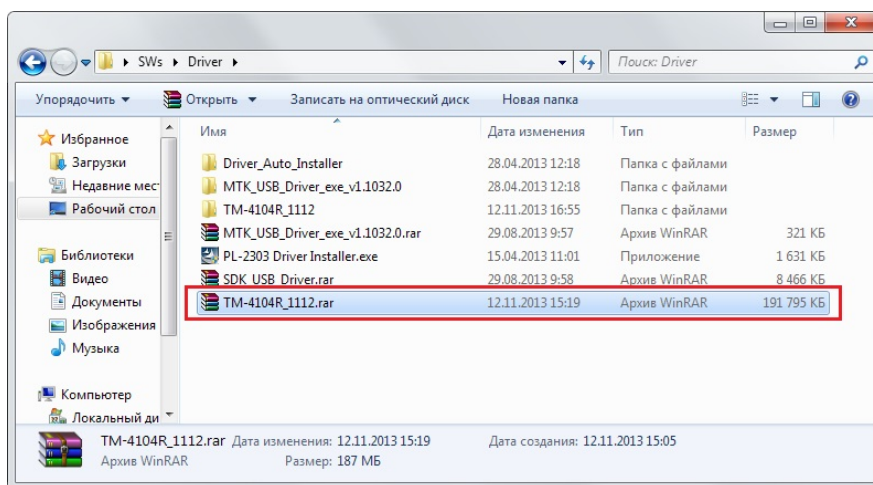 SWs ▸ Driver ▸ Поиск: Driver
Упорядочить ▼ Открыть ▼ Записать на оптический диск Новая папка
Избранное
Загрузки
Недавние мес
Рабочий стол
Библиотеки
Видео
Документы
Изображения
Музыка
Компьютер
Локальный ди
Имя Дата изменения Тип Размер
Driver_Auto_Installer 28.04.2013 12:18 Папка с файлами
MTK_USB_Driver_exe_v1.1032.0 28.04.2013 12:18 Папка с файлами
TM-4104R_1112 12.11.2013 16:55 Папка с файлами
MTK_USB_Driver_exe_v1.1032.0.rar 29.08.2013 9:57 Архив WinRAR 321 КБ
PL-2303 Driver Installer.exe 15.04.2013 11:01 Приложение 1 631 КБ
SDK_USB_Driver.rar 29.08.2013 9:58 Архив WinRAR 8 466 КБ
TM-4104R_1112.rar 12.11.2013 15:19 Архив WinRAR 191 795 КБ
TM-4104R_1112.rar Дата изменения: 12.11.2013 15:19 Дата создания: 12.11.2013 15:05
Архив WinRAR Размер: 187 МБ